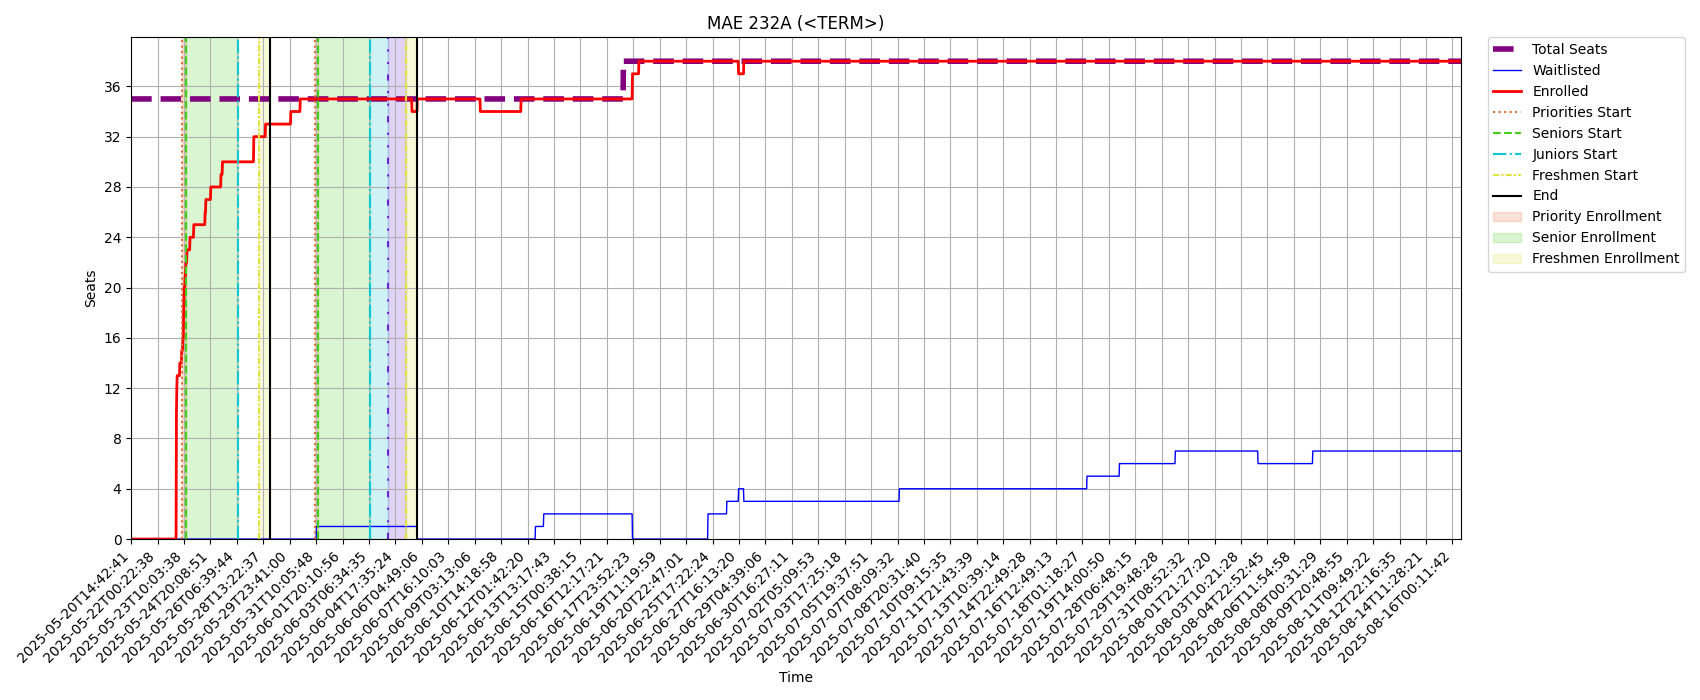 MAE 232A (<TERM>)
Total Seats
Waitlisted
Enrolled
Priorities Start
Seniors Start
Juniors Start
Freshmen Start
End
Priority Enrollment
Senior Enrollment
Freshmen Enrollment
Seats
36
32
28
24
20
16
12
8
4
0
2025-05-20T14:42:41
2025-05-22T00:22:38
2025-05-23T10:03:38
2025-05-24T20:08:51
2025-05-26T06:39:44
2025-05-28T13:22:37
2025-05-29T23:41:00
2025-05-31T10:05:48
2025-06-01T20:10:56
2025-06-03T06:34:35
2025-06-04T17:35:24
2025-06-06T04:49:06
2025-06-07T16:10:03
2025-06-09T03:13:06
2025-06-10T14:18:58
2025-06-12T01:42:20
2025-06-13T13:17:43
2025-06-15T00:38:15
2025-06-16T12:17:21
2025-06-17T23:52:23
2025-06-19T11:19:59
2025-06-20T22:47:01
2025-06-25T17:22:24
2025-06-27T16:13:20
2025-06-29T04:39:06
2025-06-30T16:27:11
2025-07-02T05:09:53
2025-07-03T17:25:18
2025-07-05T19:37:51
2025-07-07T08:09:32
2025-07-08T20:31:40
2025-07-10T09:15:35
2025-07-11T21:43:39
2025-07-13T10:39:14
2025-07-14T22:49:28
2025-07-16T12:49:13
2025-07-18T01:18:27
2025-07-19T14:00:50
2025-07-28T06:48:15
2025-07-29T19:48:28
2025-07-31T08:52:32
2025-08-01T21:27:20
2025-08-03T10:21:28
2025-08-04T22:52:45
2025-08-06T11:54:58
2025-08-08T00:31:29
2025-08-09T20:48:55
2025-08-11T09:49:22
2025-08-12T22:16:35
2025-08-14T11:28:21
2025-08-16T00:11:42
Time